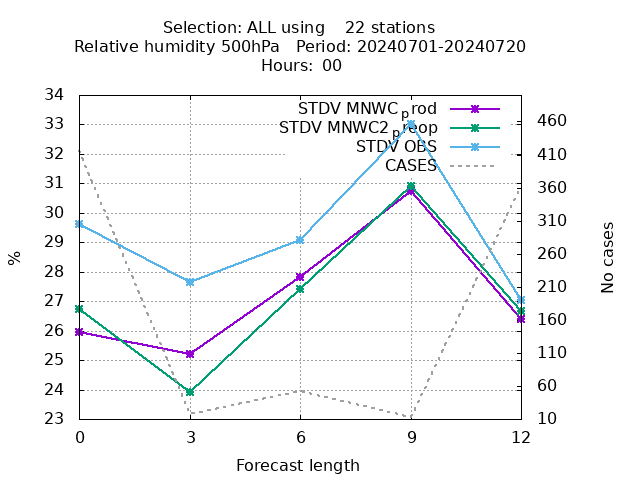 Selection: ALL using 22 stations
Relative humidity 500hPa Period: 20240701-20240720
Hours: 00
34
33
32
31
30
29
28
27
26
25
24
23
%
STDV MNWC_prod
STDV MNWC2_preop
STDV OBS
CASES
460
410
360
310
260
210
160
110
60
10
No cases
0 3 6 9 12
Forecast length